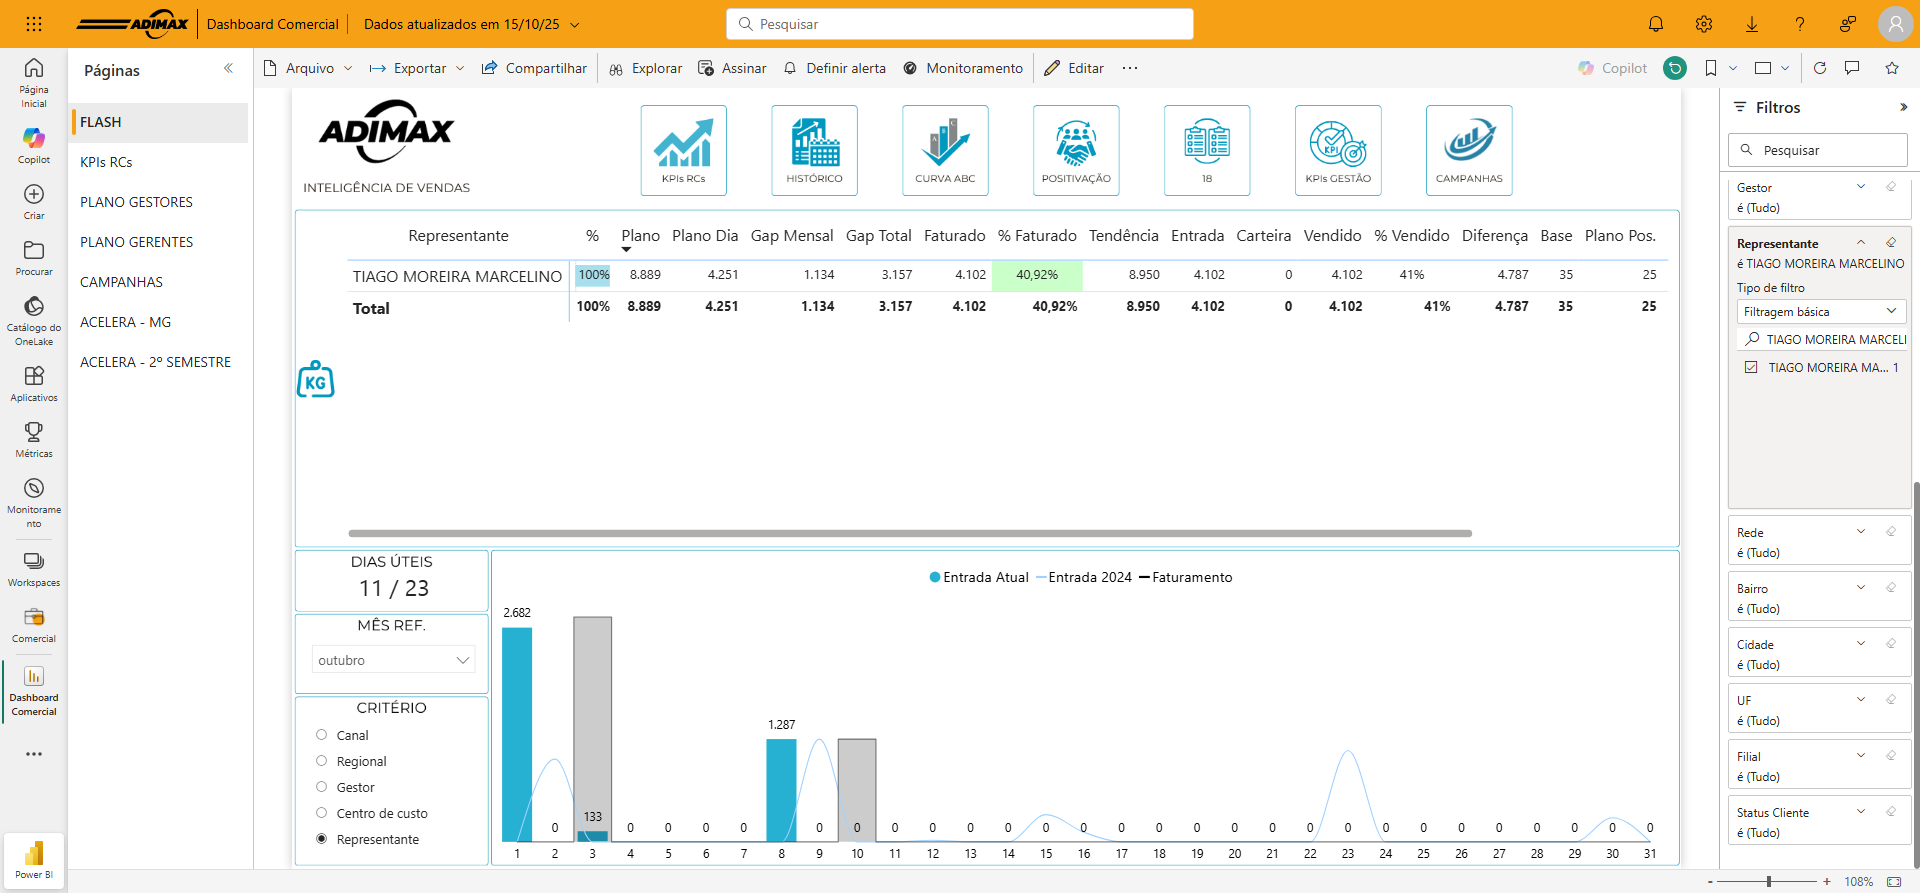 ADIMAX
Dashboard Comercial
Dados atualizados em 15/10/25
Pesquisar
Página Inicial
Copilot
Criar
Procurar
Catálogo do OneLake
Aplicativos
Métricas
Monitoramento
Workspaces
Comercial
Dashboard Comercial
Power BI
Páginas
FLASH
KPIs RCs
PLANO GESTORES
PLANO GERENTES
CAMPANHAS
ACELERA - MG
ACELERA - 2º SEMESTRE
Arquivo Exportar Compartilhar Explorar Assinar Definir alerta Monitoramento Editar ... Copilot
ADIMAX
INTELIGÊNCIA DE VENDAS
KPIs RCs
HISTÓRICO
A B C
CURVA ABC
POSITIVAÇÃO
18
KPI
KPIs GESTÃO
CAMPANHAS
Representante % Plano Plano Dia Gap Mensal Gap Total Faturado % Faturado Tendência Entrada Carteira Vendido % Vendido Diferença Base Plano Pos.
TIAGO MOREIRA MARCELINO 100% 8.889 4.251 1.134 3.157 4.102 40,92% 8.950 4.102 0 4.102 41% 4.787 35 25
Total 100% 8.889 4.251 1.134 3.157 4.102 40,92% 8.950 4.102 0 4.102 41% 4.787 35 25
KG
DIAS ÚTEIS
11 / 23
MÊS REF.
outubro
CRITÉRIO
Canal
Regional
Gestor
Centro de custo
Representante
Entrada Atual Entrada 2024 Faturamento
2.682
1.287
133
0 0 0 0 0 0 0 0 0 0 0 0 0 0 0 0 0 0 0 0 0 0 0 0 0 0 0 0
1 2 3 4 5 6 7 8 9 10 11 12 13 14 15 16 17 18 19 20 21 22 23 24 25 26 27 28 29 30 31
Filtros
Pesquisar
Gestor
é (Tudo)
Representante
é TIAGO MOREIRA MARCELINO
Tipo de filtro
Filtragem básica
TIAGO MOREIRA MARCELI
TIAGO MOREIRA MA... 1
Rede
é (Tudo)
Bairro
é (Tudo)
Cidade
é (Tudo)
UF
é (Tudo)
Filial
é (Tudo)
Status Cliente
é (Tudo)
- + 108%